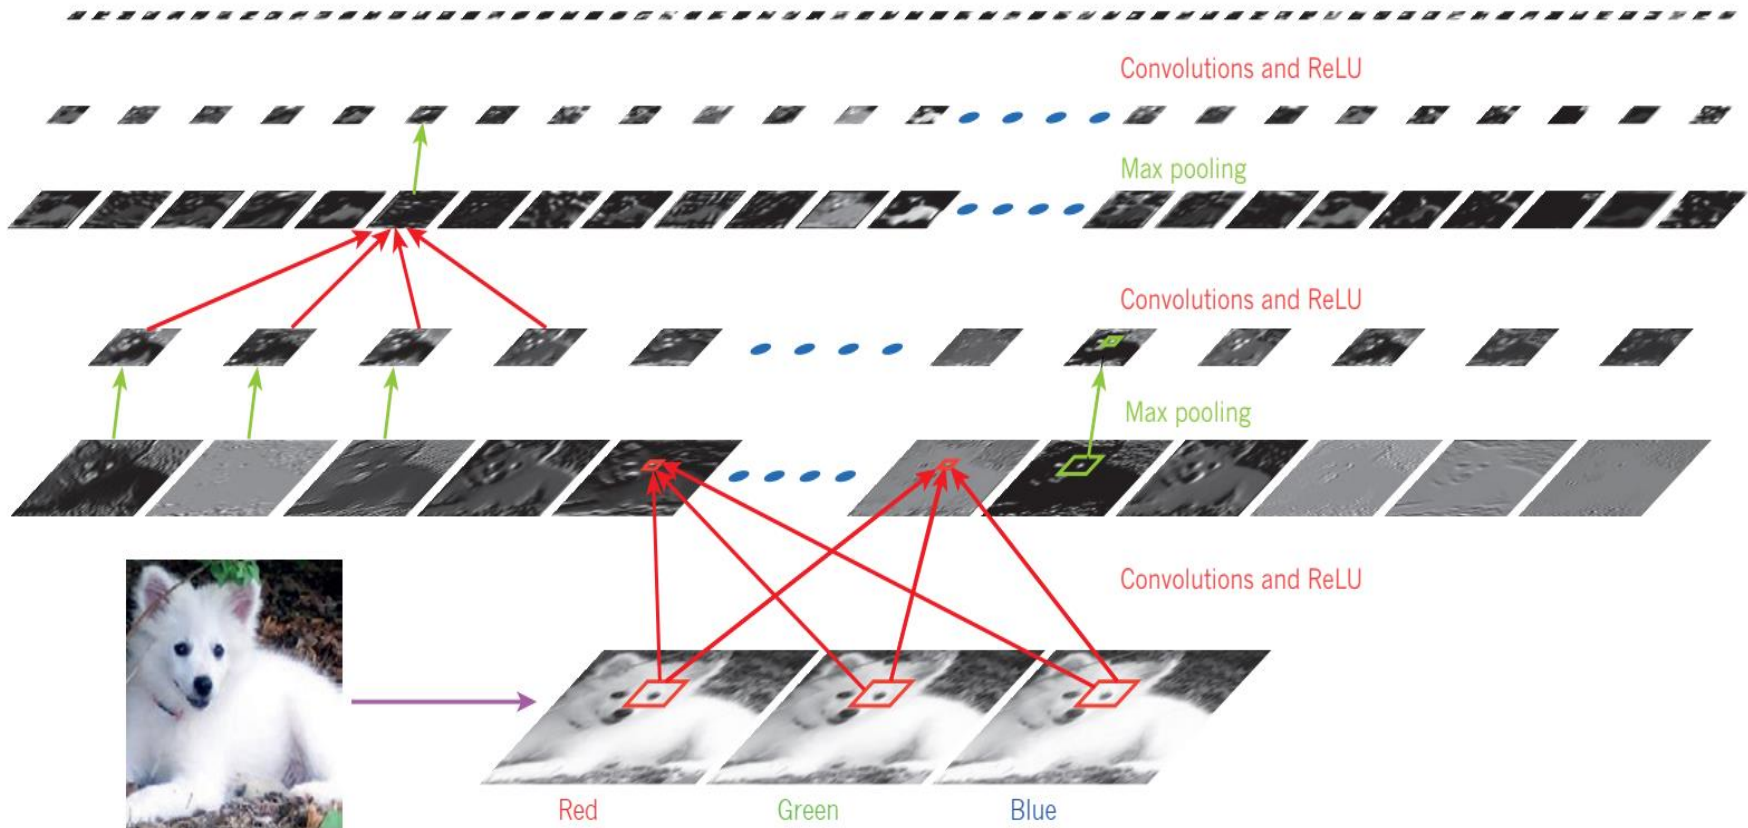 Convolutions and ReLU
Max pooling
Convolutions and ReLU
Max pooling
Convolutions and ReLU
Red
Green
Blue